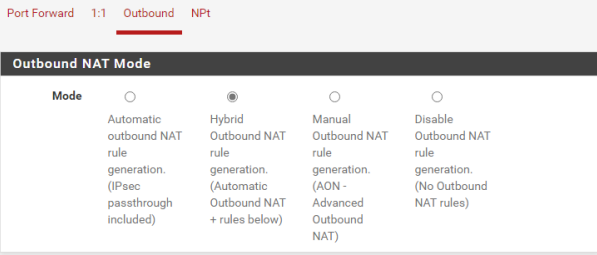 Port Forward 1:1 Outbound NPt
Outbound NAT Mode
Mode
Automatic
outbound NAT
rule
generation.
(IPsec
passthrough
included)
Hybrid
Outbound NAT
rule
generation.
(Automatic
Outbound NAT
+ rules below)
Manual
Outbound NAT
rule
generation.
(AON -
Advanced
Outbound
NAT)
Disable
Outbound NAT
rule
generation.
(No Outbound
NAT rules)